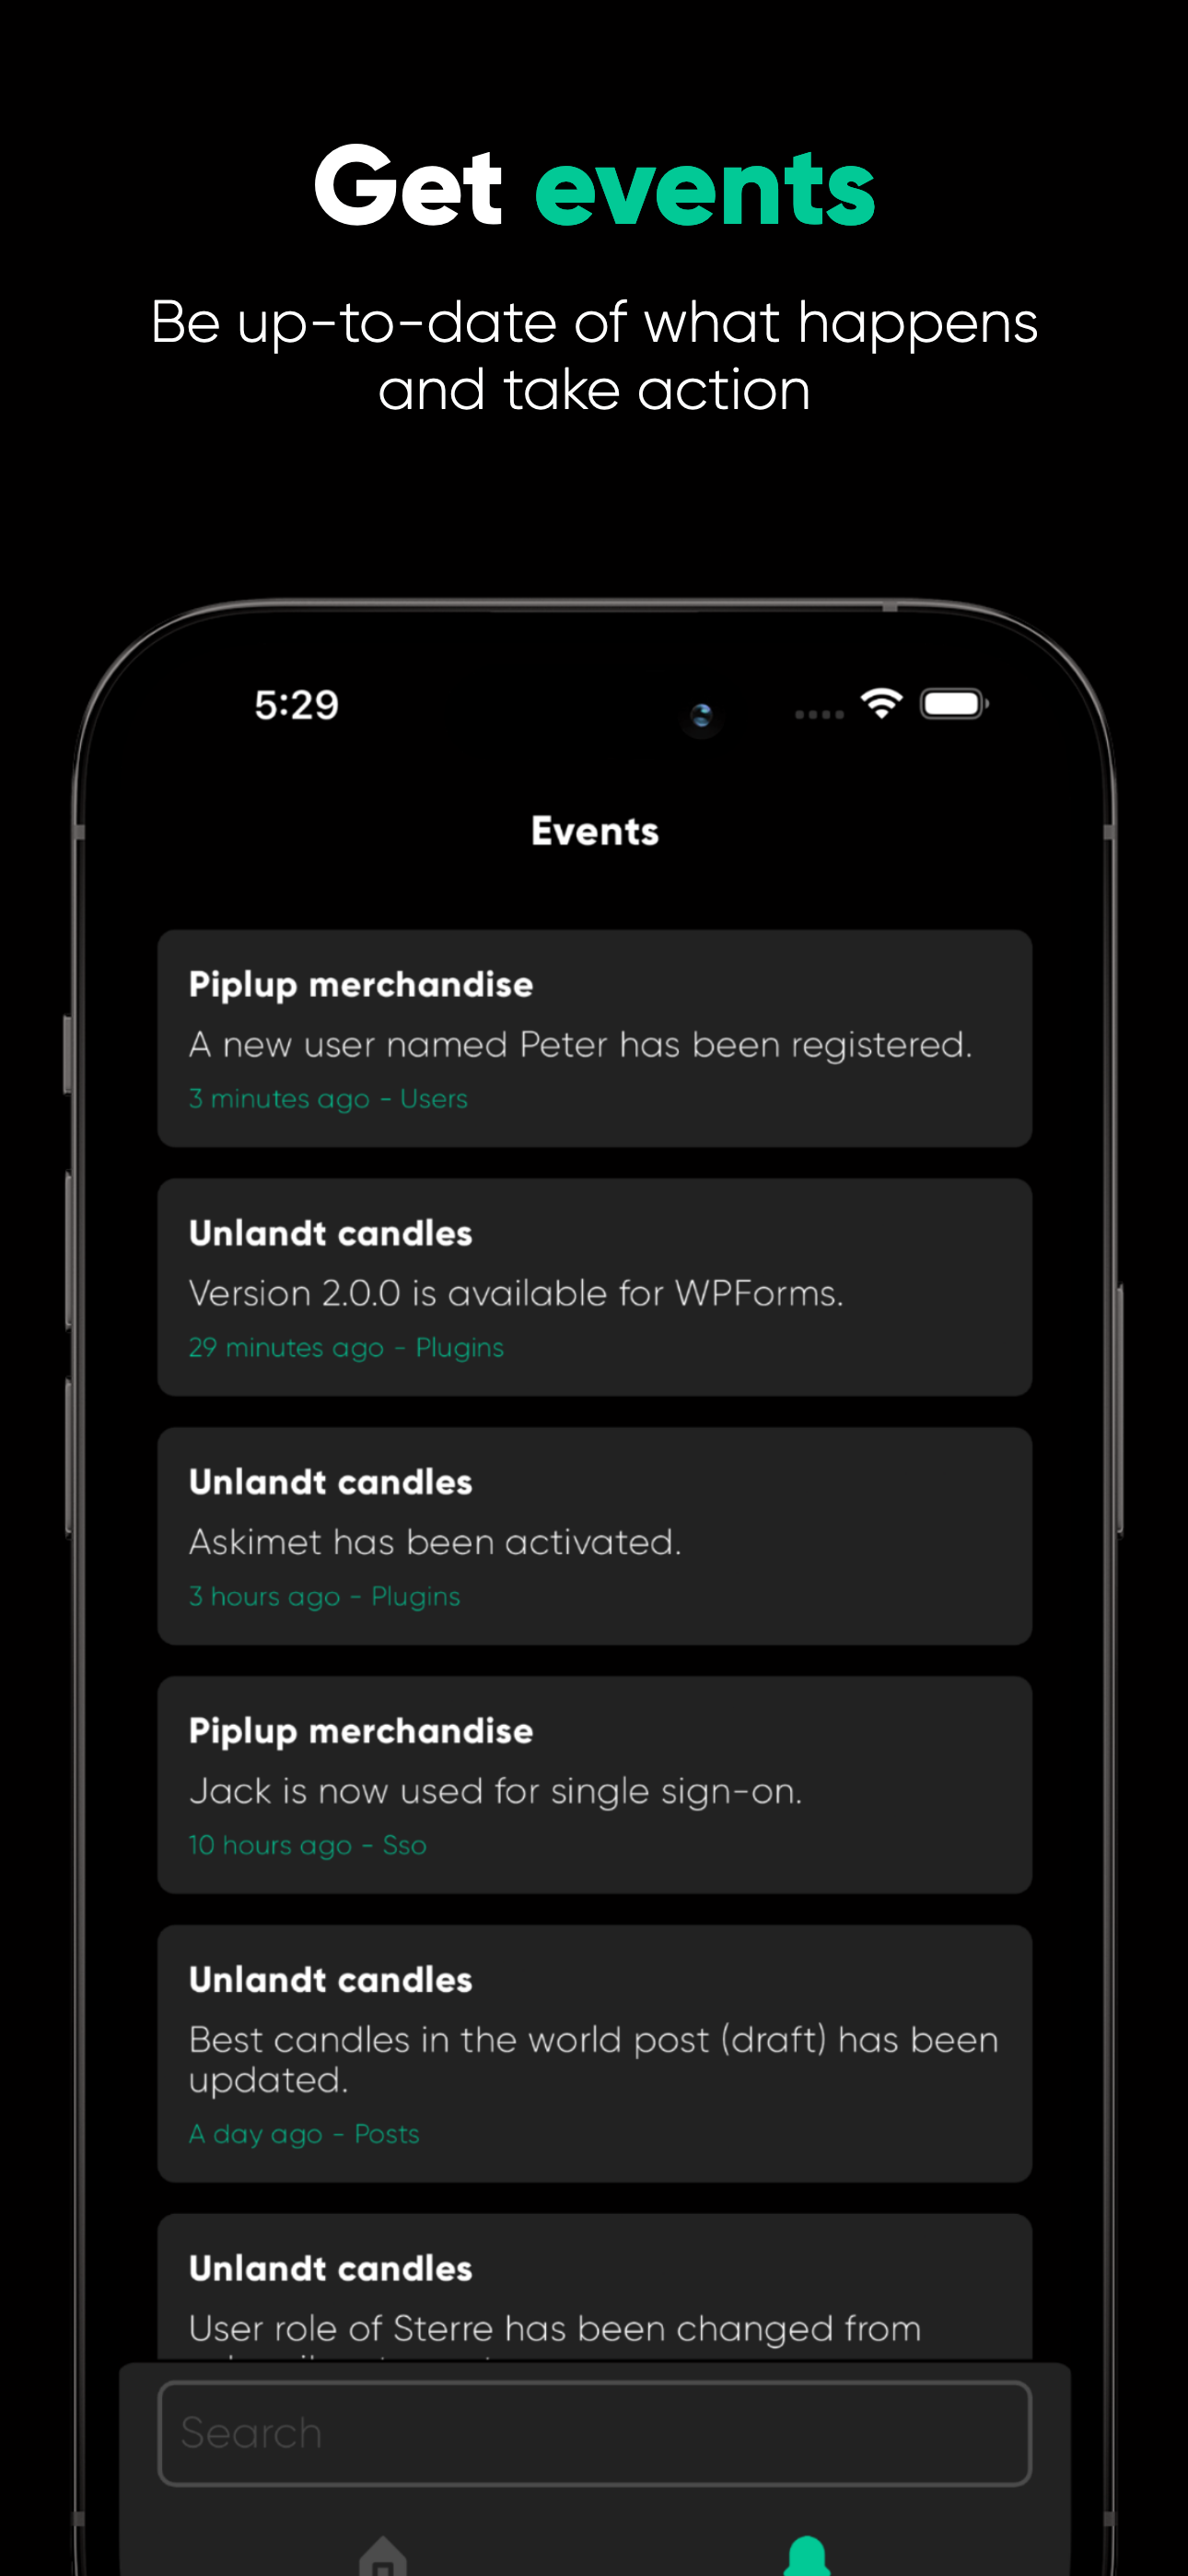 Get events
Be up-to-date of what happens
and take action
5:29
Events
Piplup merchandise
A new user named Peter has been registered.
3 minutes ago - Users
Unlandt candles
Version 2.0.0 is available for WPForms.
29 minutes ago - Plugins
Unlandt candles
Askimet has been activated.
3 hours ago - Plugins
Piplup merchandise
Jack is now used for single sign-on.
10 hours ago - Sso
Unlandt candles
Best candles in the world post (draft) has been
updated.
A day ago - Posts
Unlandt candles
User role of Sterre has been changed from
Search